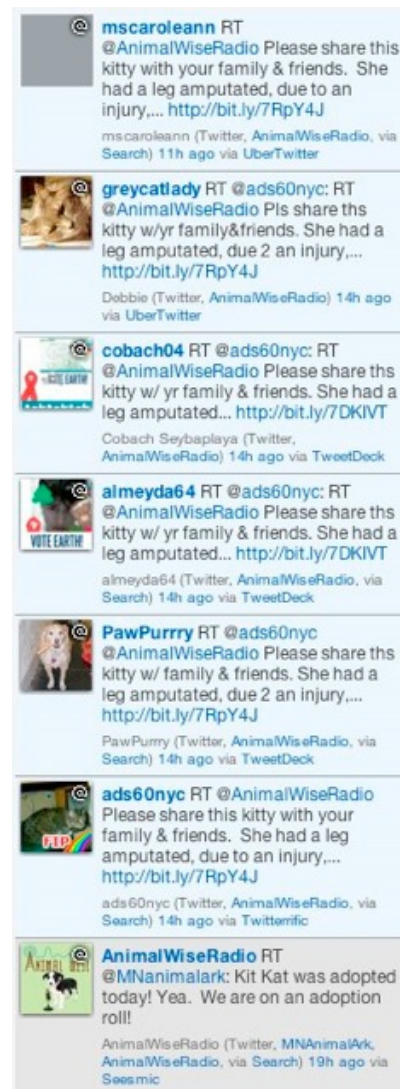 mscaroleann RT
@AnimalWiseRadio Please share this
kitty with your family & friends. She
had a leg amputated, due to an
injury,... http://bit.ly/7RpY4J
mscaroleann (Twitter, AnimalWiseRadio, via
Search) 11h ago via UberTwitter
greycatlady RT @ads60nyc: RT
@AnimalWiseRadio Pls share ths
kitty w/yr family&friends. She had a
leg amputated, due 2 an injury,...
http://bit.ly/7RpY4J
Debbie (Twitter, AnimalWiseRadio) 14h ago
via UberTwitter
cobach04 RT @ads60nyc: RT
@AnimalWiseRadio Please share ths
kitty w/ yr family & friends. She had a
leg amputated... http://bit.ly/7DKIVT
Cobach Seybaplaya (Twitter,
AnimalWiseRadio) 14h ago via TweetDeck
VOTE EARTH!
almeyda64 RT @ads60nyc: RT
@AnimalWiseRadio Please share ths
kitty w/ yr family & friends. She had a
leg amputated... http://bit.ly/7DKIVT
almeyda64 (Twitter, AnimalWiseRadio, via
Search) 14h ago via TweetDeck
PawPurrry RT @ads60nyc
@AnimalWiseRadio Please share ths
kitty w/ family & friends. She had a
leg amputated, due 2 an injury,...
http://bit.ly/7RpY4J
PawPurrry (Twitter, AnimalWiseRadio, via
Search) 14h ago via TweetDeck
FIP
ads60nyc RT @AnimalWiseRadio
Please share this kitty with your
family & friends. She had a leg
amputated, due to an injury,...
http://bit.ly/7RpY4J
ads60nyc (Twitter, AnimalWiseRadio, via
Search) 14h ago via Twitterrific
AnimalWiseRadio RT
@MNanimalark: Kit Kat was adopted
today! Yea. We are on an adoption
roll!
AnimalWiseRadio (Twitter, MNAnimalArk,
AnimalWiseRadio, via Search) 19h ago via
Seesmic